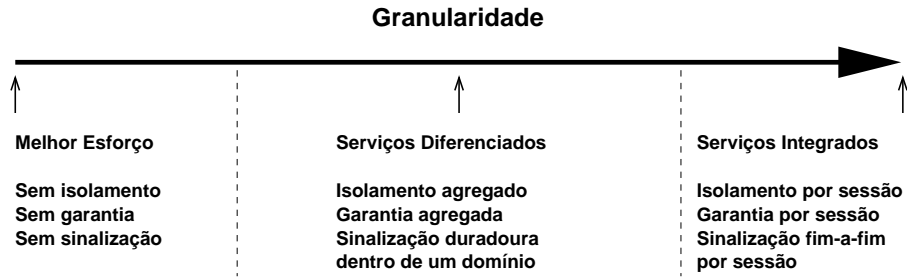 Granularidade
Melhor Esforço
Sem isolamento
Sem garantia
Sem sinalização
Serviços Diferenciados
Isolamento agregado
Garantia agregada
Sinalização duradoura
dentro de um domínio
Serviços Integrados
Isolamento por sessão
Garantia por sessão
Sinalização fim-a-fim
por sessão